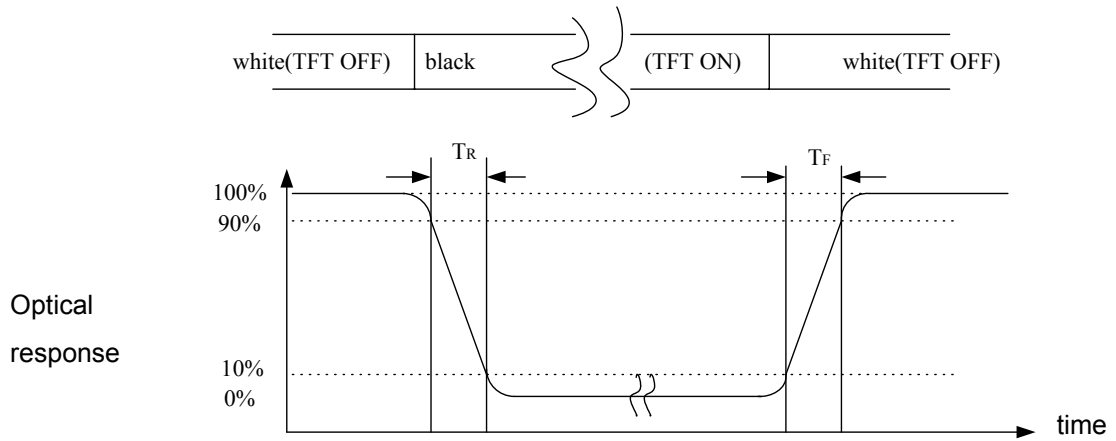 white(TFT OFF) black (TFT ON) white(TFT OFF)
TR TF
100%
90%
Optical
response
10%
0%
time